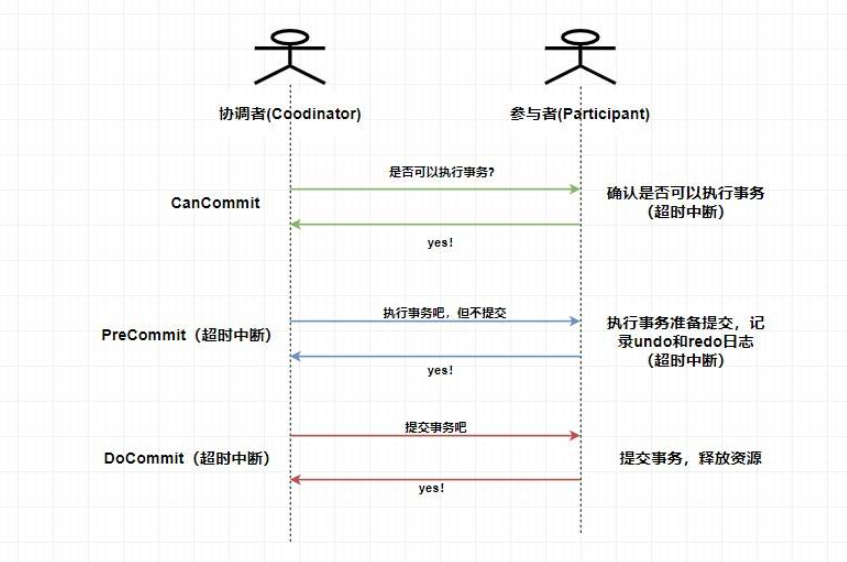 协调者(Coodinator)
参与者(Participant)
是否可以执行事务?
CanCommit
确认是否可以执行事务
（超时中断）
yes!
执行事务吧，但不提交
PreCommit（超时中断）
执行事务准备提交，记
录undo和redo日志
（超时中断）
yes!
提交事务吧
DoCommit（超时中断）
提交事务，释放资源
yes!